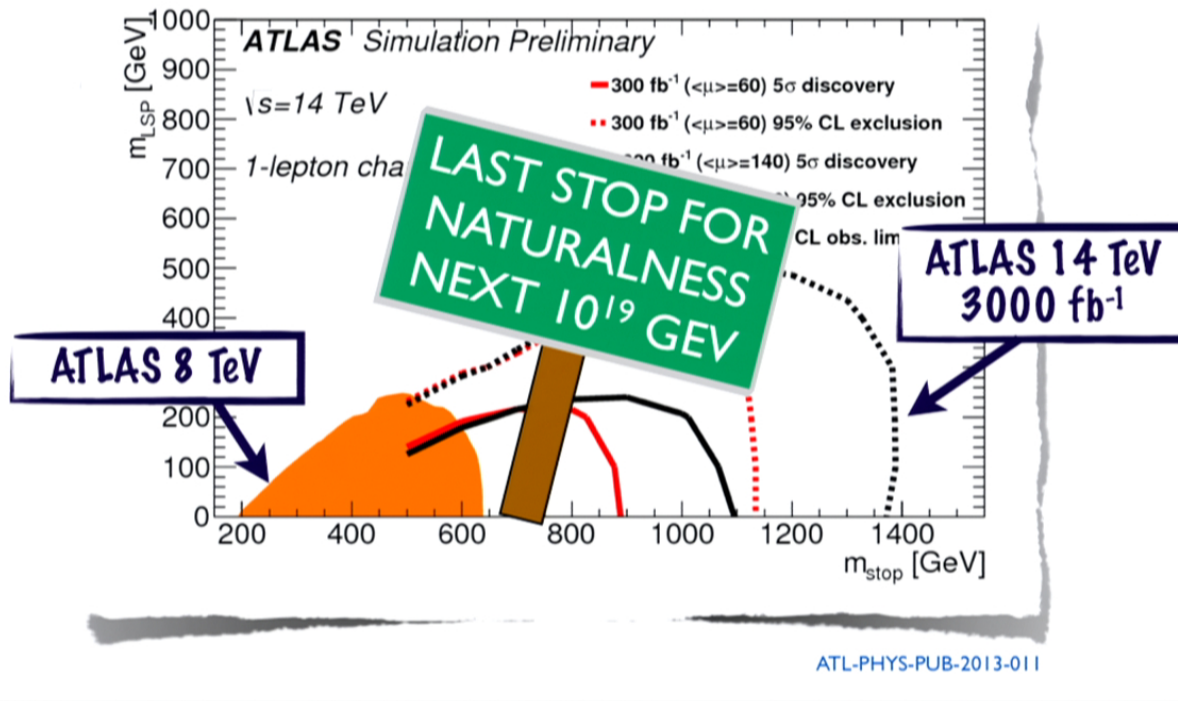 1000
900
800
700
600
500
400
200
100
0
m_LSP [GeV]
ATLAS Simulation Preliminary
√s=14 TeV
1-lepton cha
300 fb⁻¹ (<μ>=60) 5σ discovery
300 fb⁻¹ (<μ>=60) 95% CL exclusion
fb⁻¹ (<μ>=140) 5σ discovery
95% CL exclusion
CL obs. lim
LAST STOP FOR
NATURALNESS
NEXT 10¹⁹ GEV
ATLAS 14 TeV
3000 fb⁻¹
ATLAS 8 TeV
200 400 600 800 1000 1200 1400
m_stop [GeV]
ATL-PHYS-PUB-2013-011